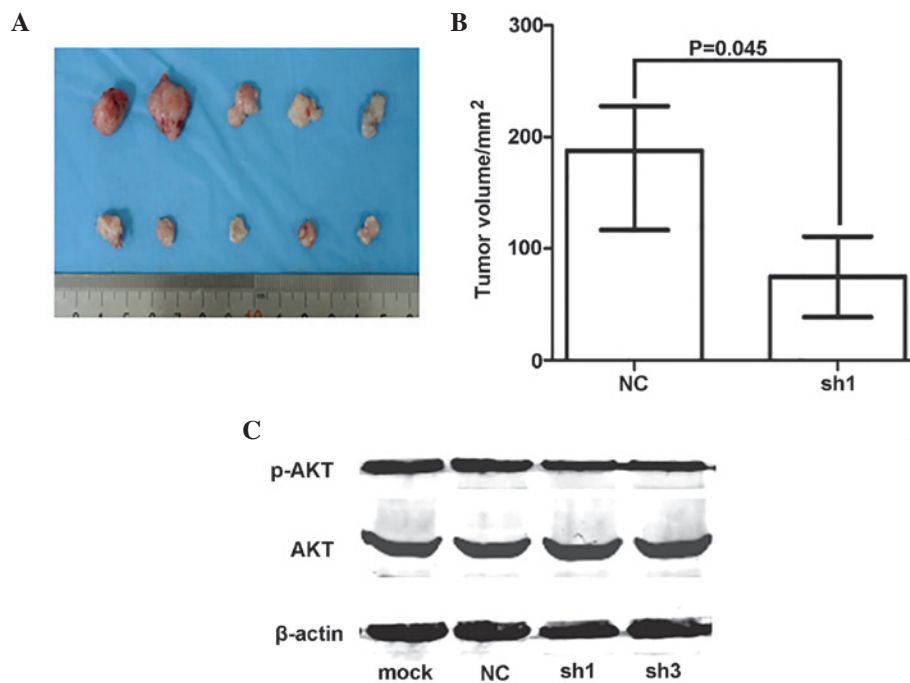 A
B
300
P=0.045
200
Tumor volume/mm²
100
0
NC sh1
C
p-AKT
AKT
β-actin
mock NC sh1 sh3